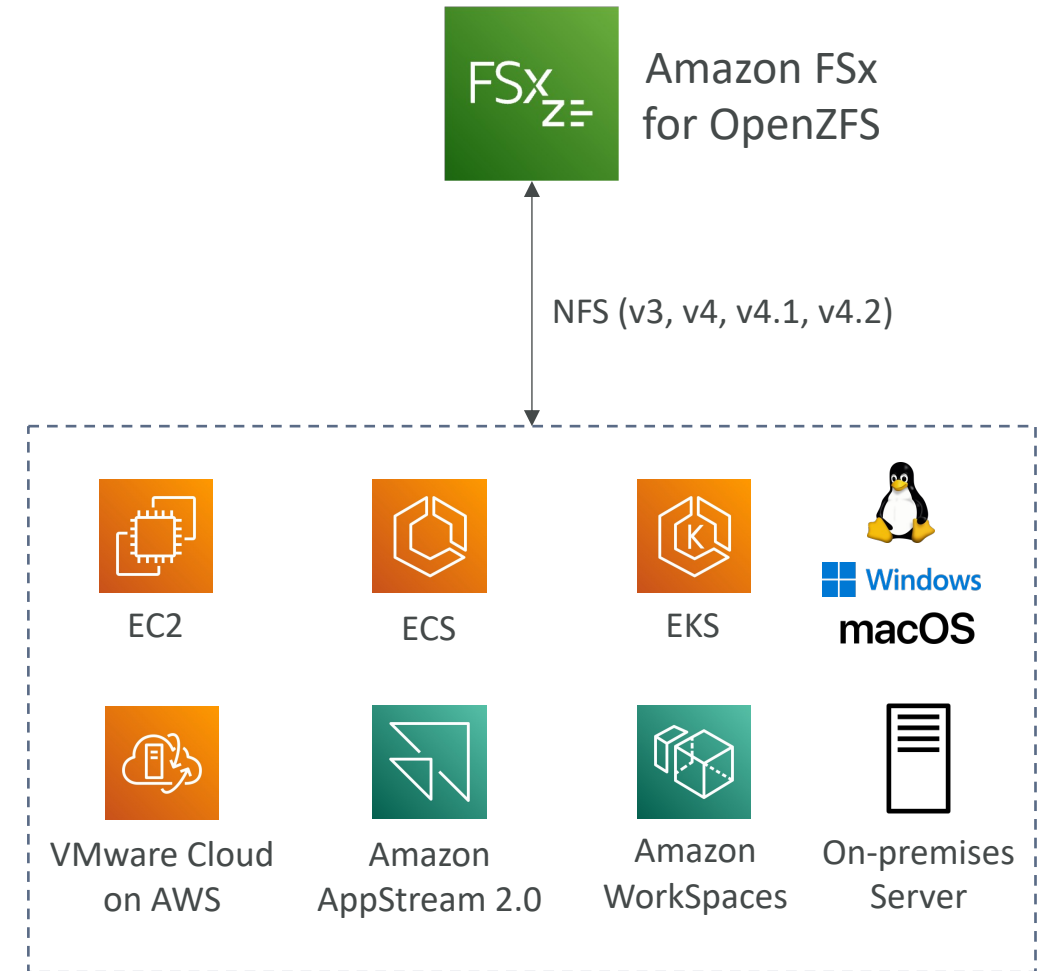 FSx
Z
Amazon FSx
for OpenZFS
NFS (v3, v4, v4.1, v4.2)
EC2
ECS
K
EKS
Windows
macOS
VMware Cloud
on AWS
Amazon
AppStream 2.0
Amazon
WorkSpaces
On-premises
Server